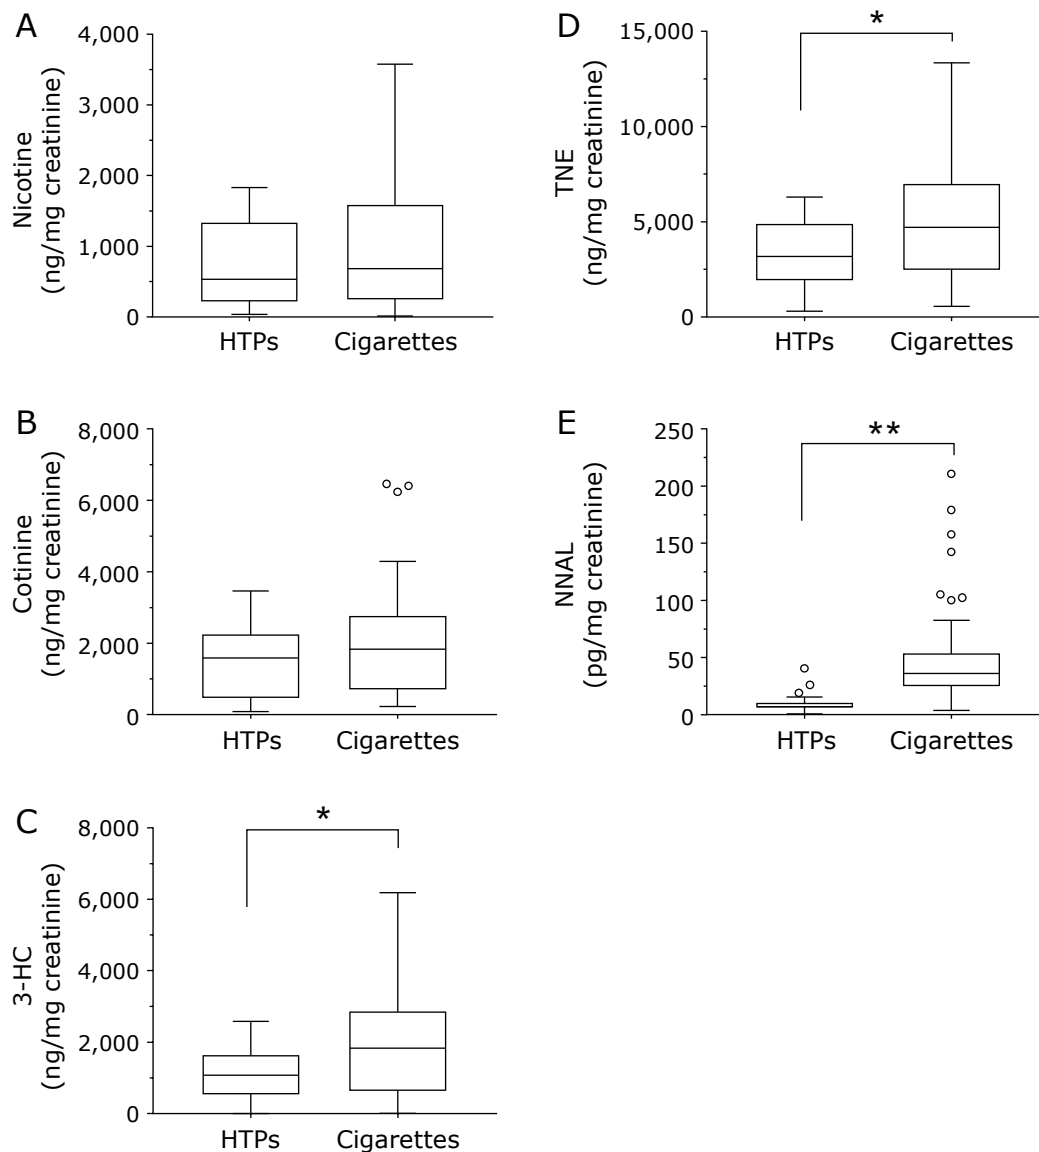 A
Nicotine
(ng/mg creatinine)
4,000
3,000
2,000
1,000
0
HTPs Cigarettes
B
Cotinine
(ng/mg creatinine)
8,000
6,000
4,000
2,000
0
HTPs Cigarettes
C
3-HC
(ng/mg creatinine)
8,000
6,000
4,000
2,000
0
*
HTPs Cigarettes
D
TNE
(ng/mg creatinine)
15,000
10,000
5,000
0
*
HTPs Cigarettes
E
NNAL
(pg/mg creatinine)
250
200
150
100
50
0
**
HTPs Cigarettes